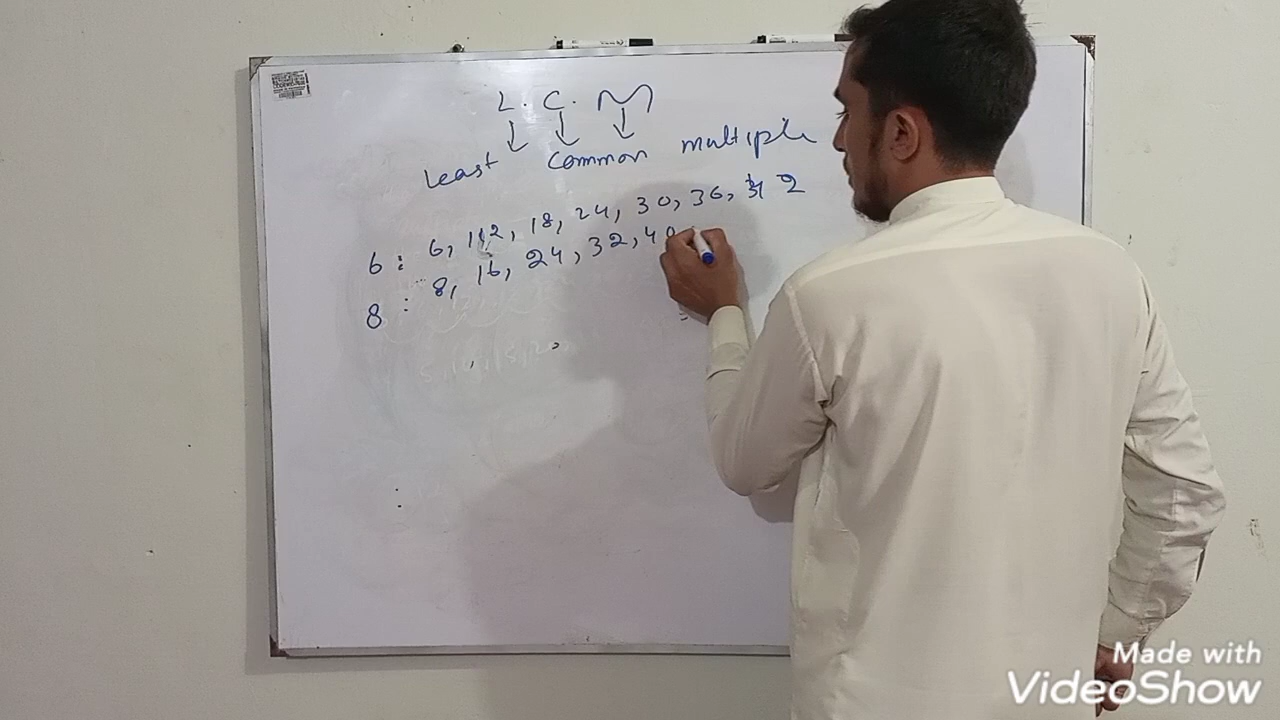 L. C. M
Least common multiple
6 : 6, 12, 18, 24, 30, 36,
8 : 8, 16, 24, 32, 40
Made with
VideoShow